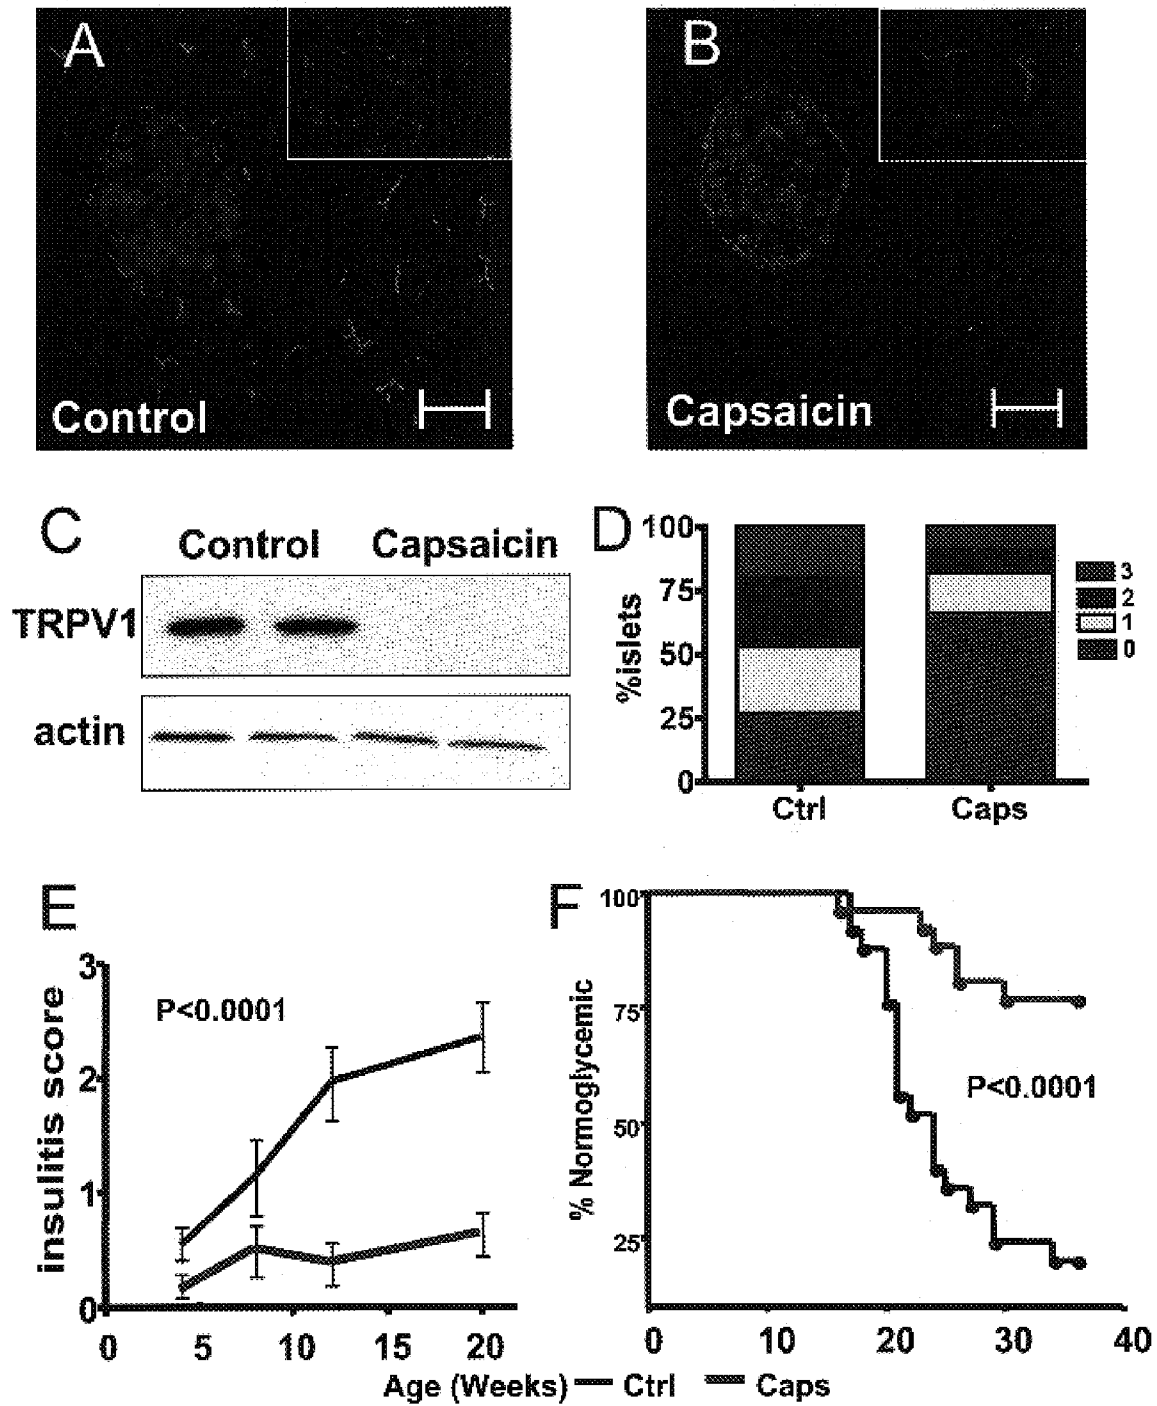 A
B
Control
Capsaicin
C
Control Capsaicin
TRPV1
actin
D
100
75
50
25
0
%islets
3
2
1
0
Ctrl Caps
E
3
2
1
0
insulitis score
P<0.0001
0 5 10 15 20
F
100
75
50
25
% Normoglycemic
P<0.0001
0 10 20 30 40
Age (Weeks) Ctrl Caps